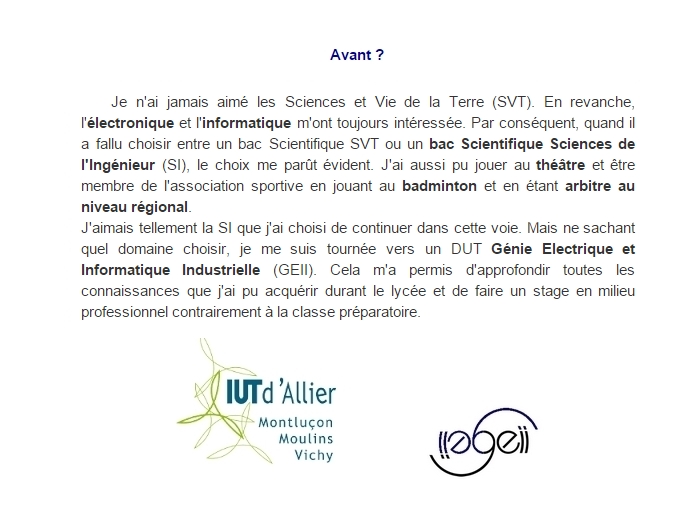 Avant ?
Je n'ai jamais aimé les Sciences et Vie de la Terre (SVT). En revanche,
l'électronique et l'informatique m'ont toujours intéressée. Par conséquent, quand il
a fallu choisir entre un bac Scientifique SVT ou un bac Scientifique Sciences de
l'Ingénieur (SI), le choix me parût évident. J'ai aussi pu jouer au théâtre et être
membre de l'association sportive en jouant au badminton et en étant arbitre au
niveau régional.
J'aimais tellement la SI que j'ai choisi de continuer dans cette voie. Mais ne sachant
quel domaine choisir, je me suis tournée vers un DUT Génie Electrique et
Informatique Industrielle (GEII). Cela m'a permis d'approfondir toutes les
connaissances que j'ai pu acquérir durant le lycée et de faire un stage en milieu
professionnel contrairement à la classe préparatoire.
IUT d'Allier
Montluçon
Moulins
Vichy